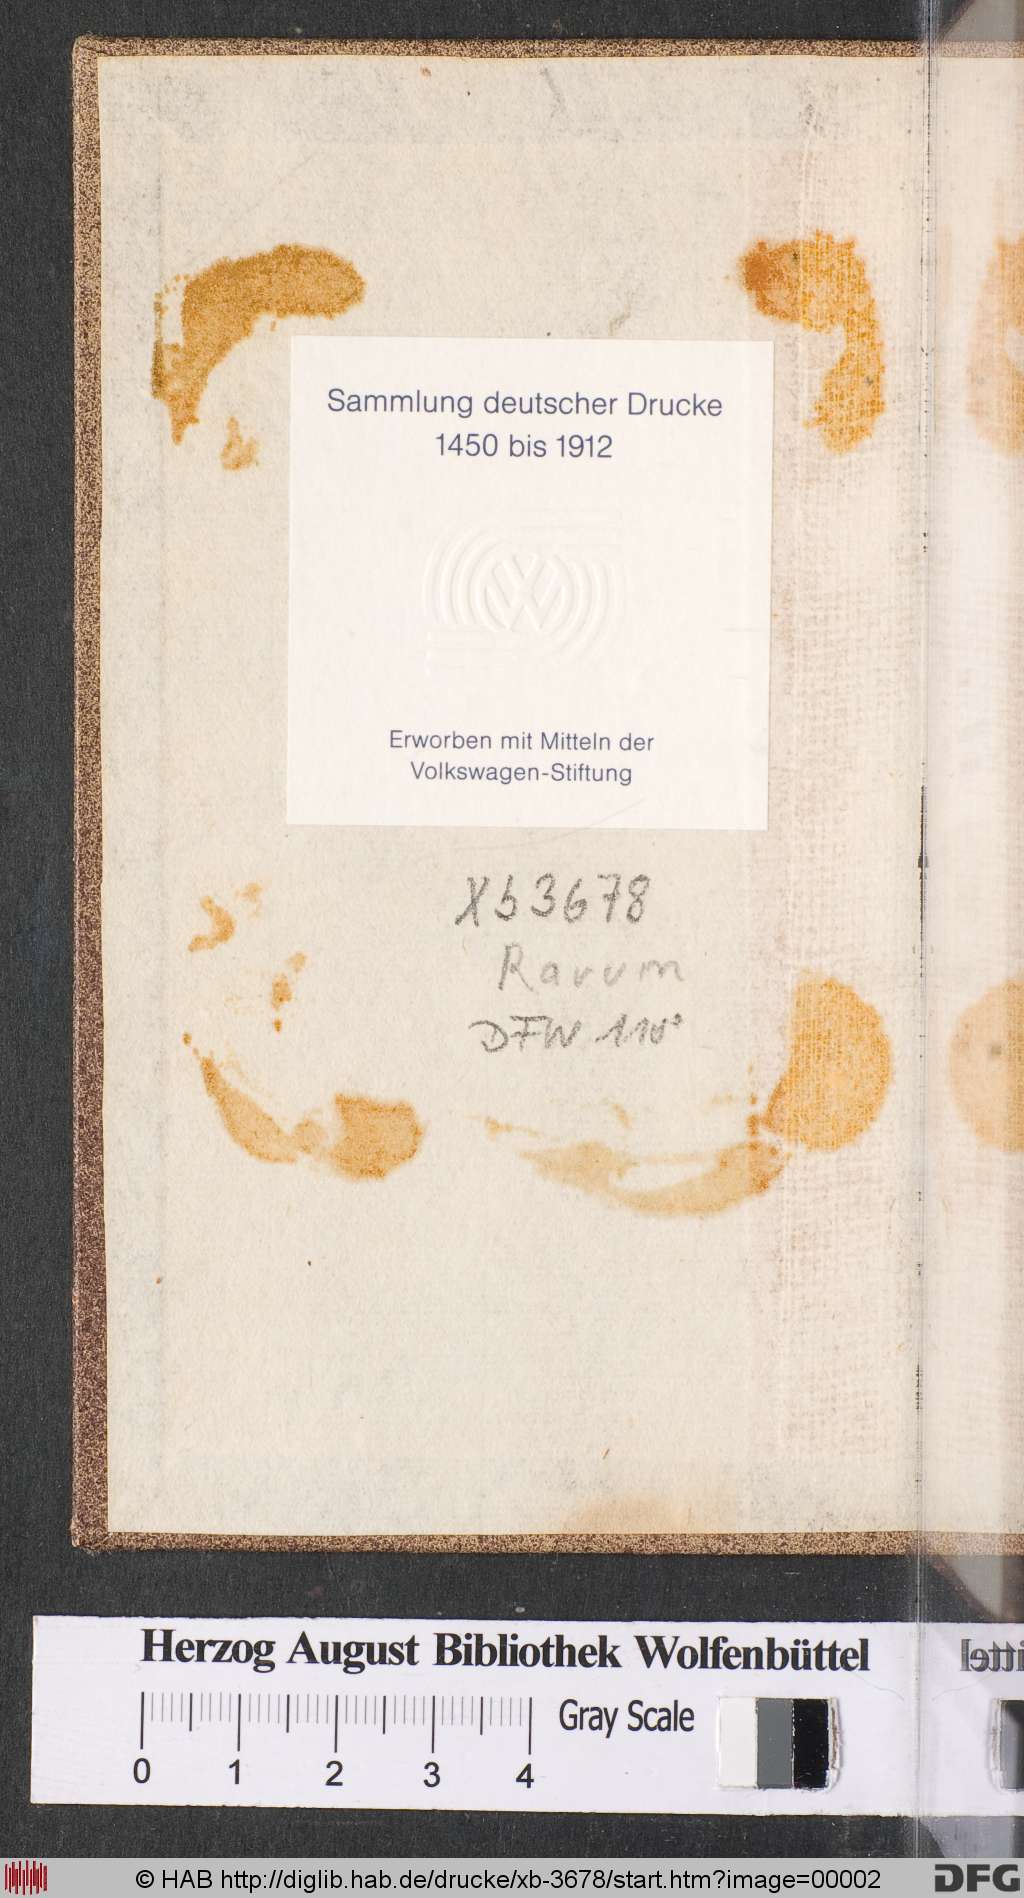 Sammlung deutscher Drucke
1450 bis 1912
Erworben mit Mitteln der
Volkswagen-Stiftung
Xb 3678
Rarum
DFW
Herzog August Bibliothek Wolfenbüttel
Gray Scale
0 1 2 3 4
© HAB http://diglib.hab.de/drucke/xb-3678/start.htm?image=00002
DFG